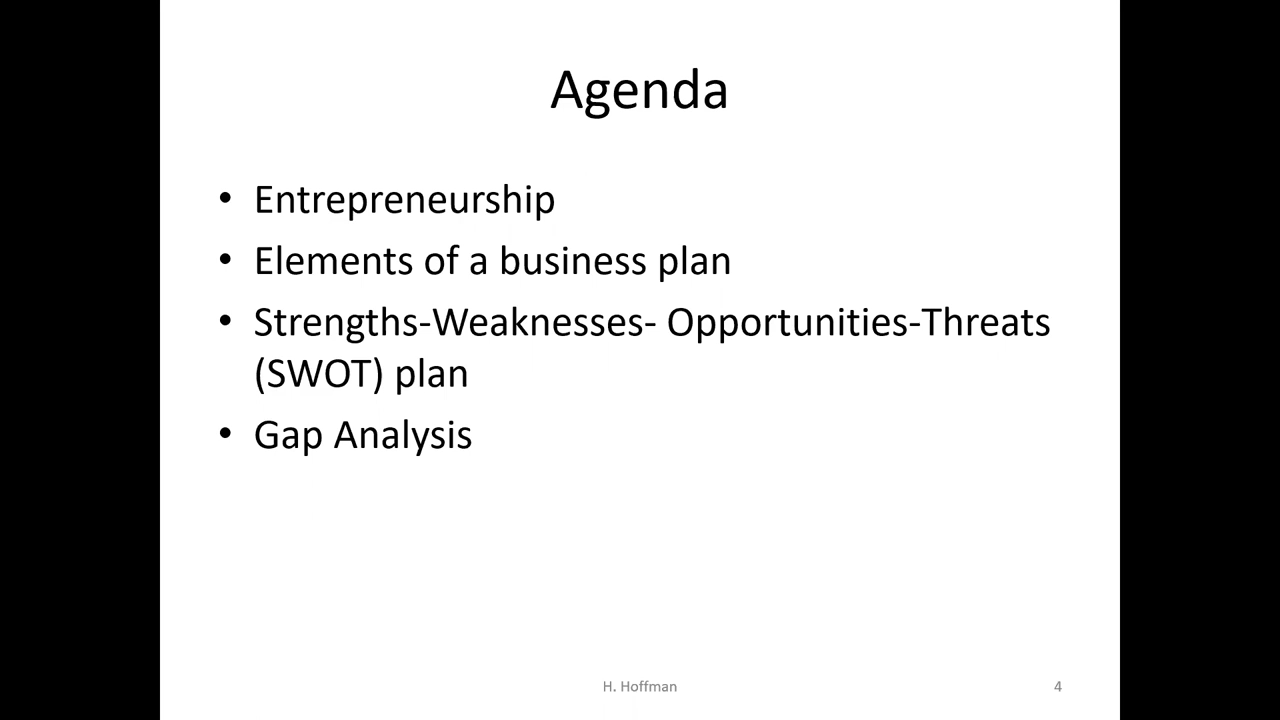 Agenda
• Entrepreneurship
• Elements of a business plan
• Strengths-Weaknesses- Opportunities-Threats
(SWOT) plan
• Gap Analysis
H. Hoffman
4